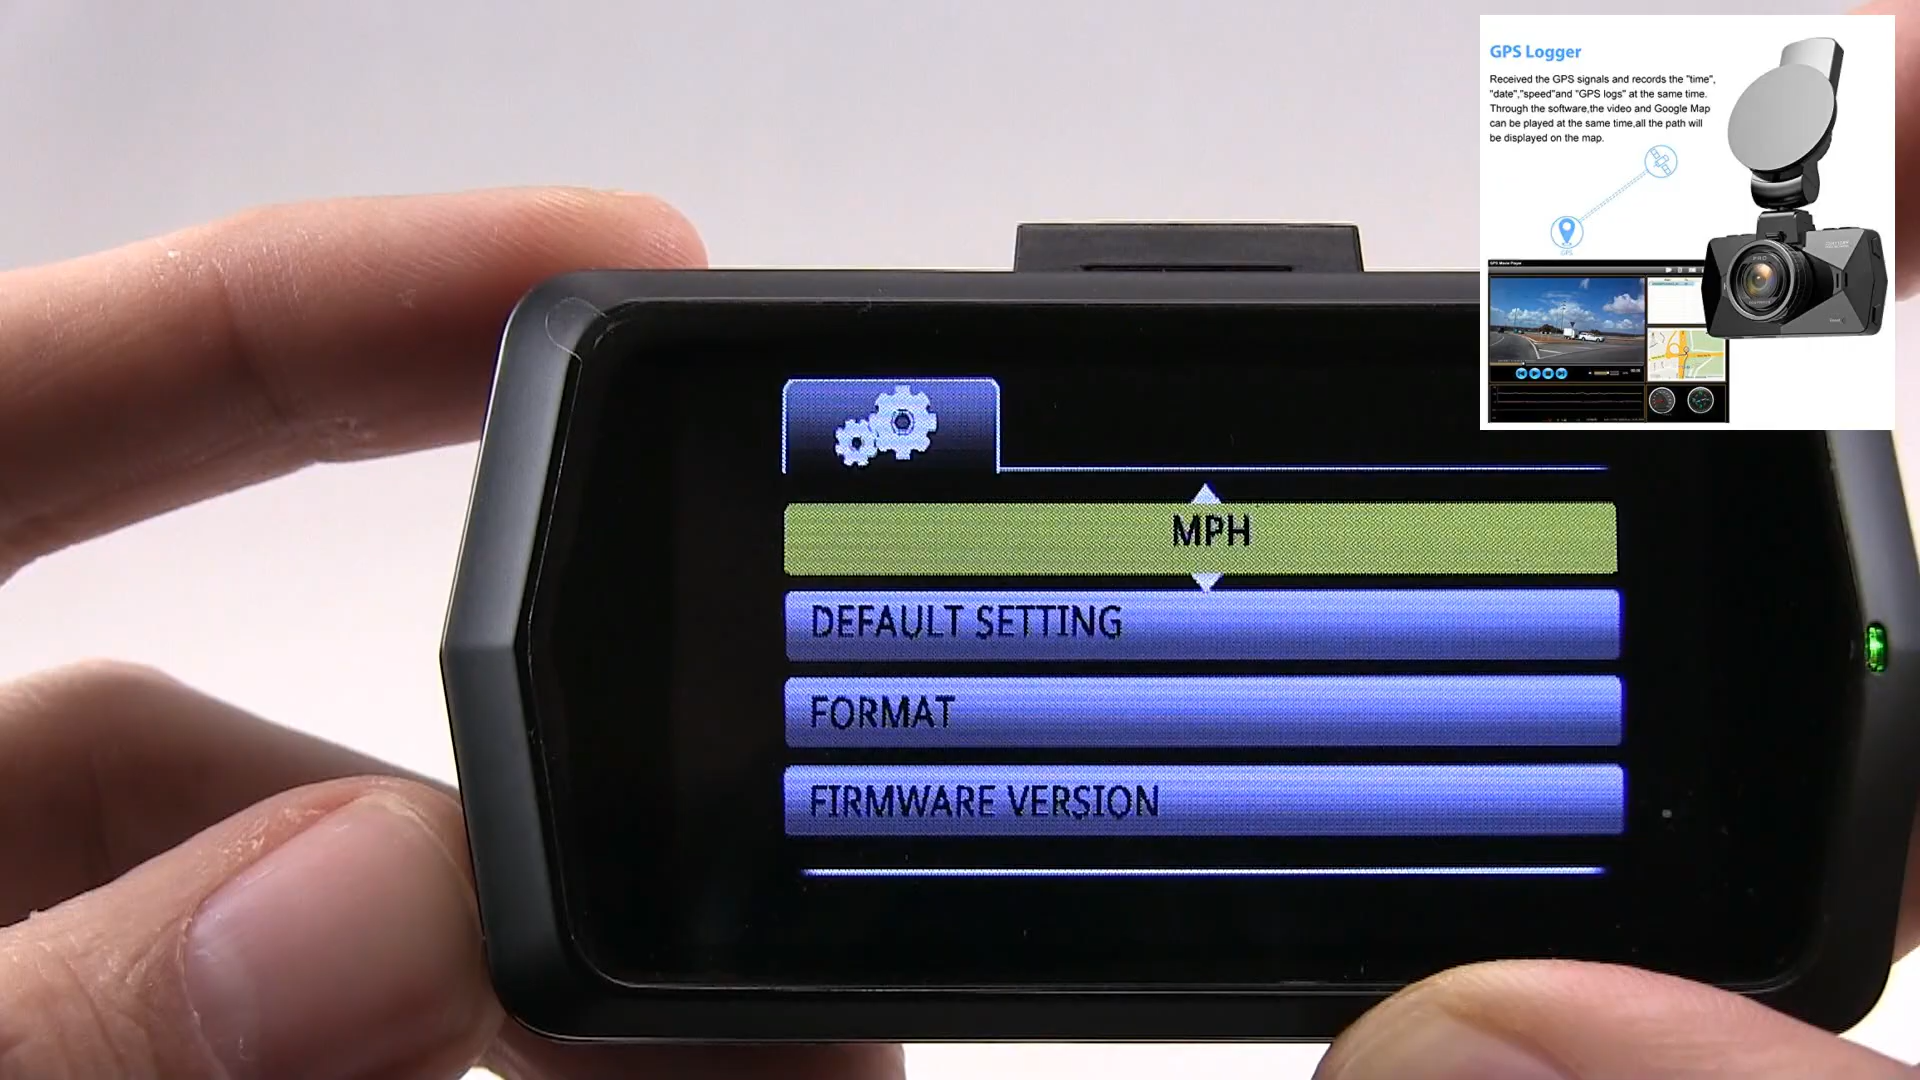 GPS Logger
Received the GPS signals and records the "time",
"date","speed"and "GPS logs" at the same time.
Through the software,the video and Google Map
can be played at the same time,all the path will
be displayed on the map.
GPS
PRO
MPH
DEFAULT SETTING
FORMAT
FIRMWARE VERSION